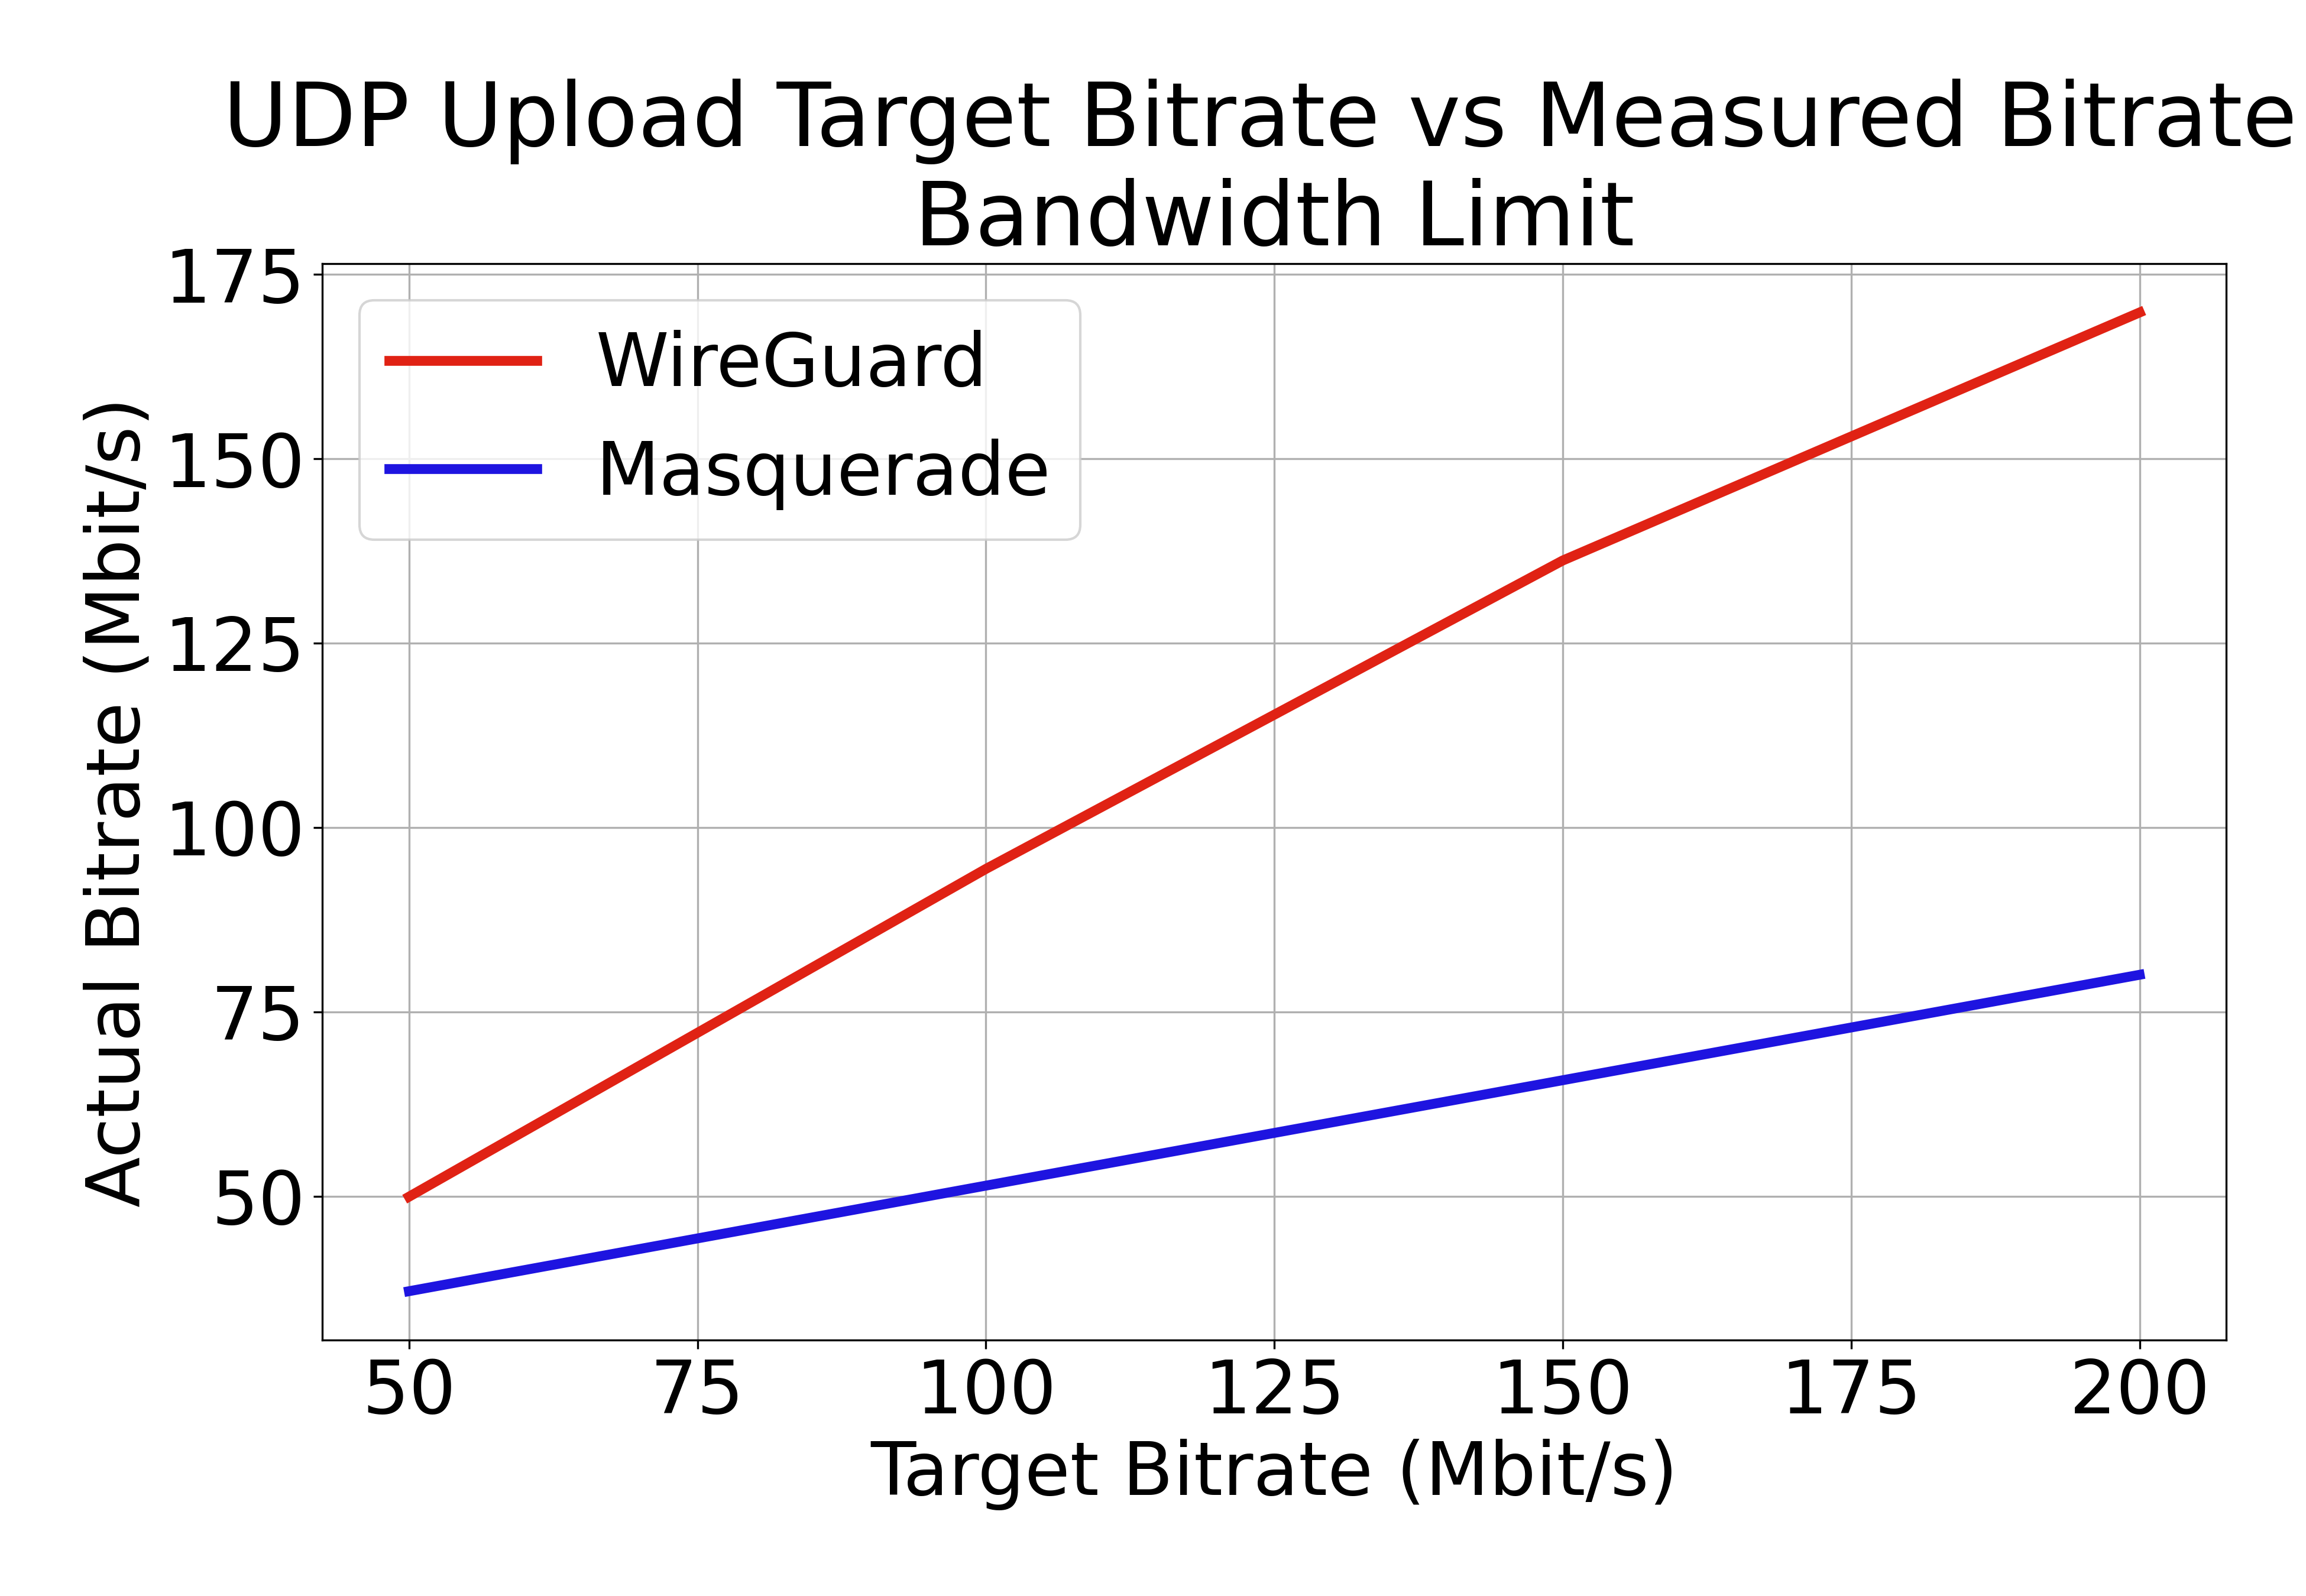 UDP Upload Target Bitrate vs Measured Bitrate
Bandwidth Limit
175
150
125
100
75
50
Actual Bitrate (Mbit/s)
WireGuard
Masquerade
50 75 100 125 150 175 200
Target Bitrate (Mbit/s)